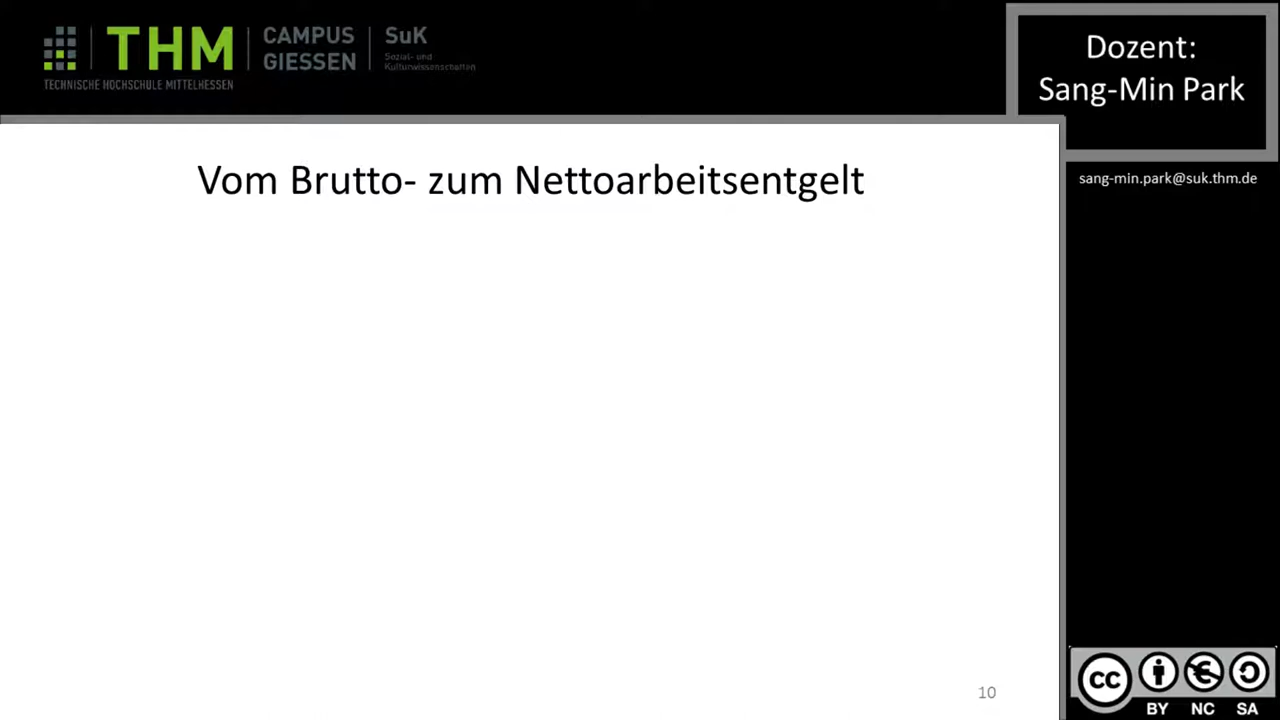 THM
TECHNISCHE HOCHSCHULE MITTELHESSEN
CAMPUS
GIESSEN
SuK
Sozial- und
Kulturwissenschaften
Dozent:
Sang-Min Park
sang-min.park@suk.thm.de
Vom Brutto- zum Nettoarbeitsentgelt
10
CC
BY NC SA